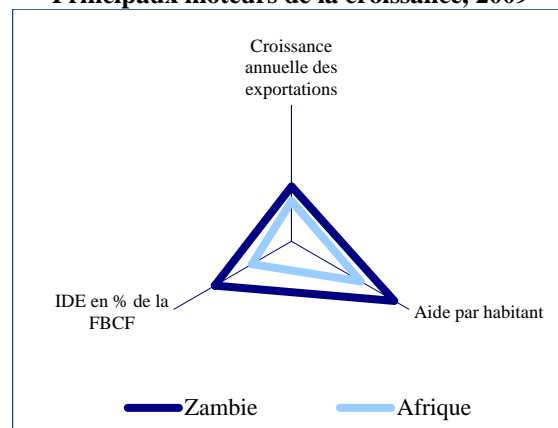 Principaux moteurs de la croissance, 2009
Croissance
annuelle des
exportations
IDE en % de la
FBCF
Aide par habitant
Zambie
Afrique